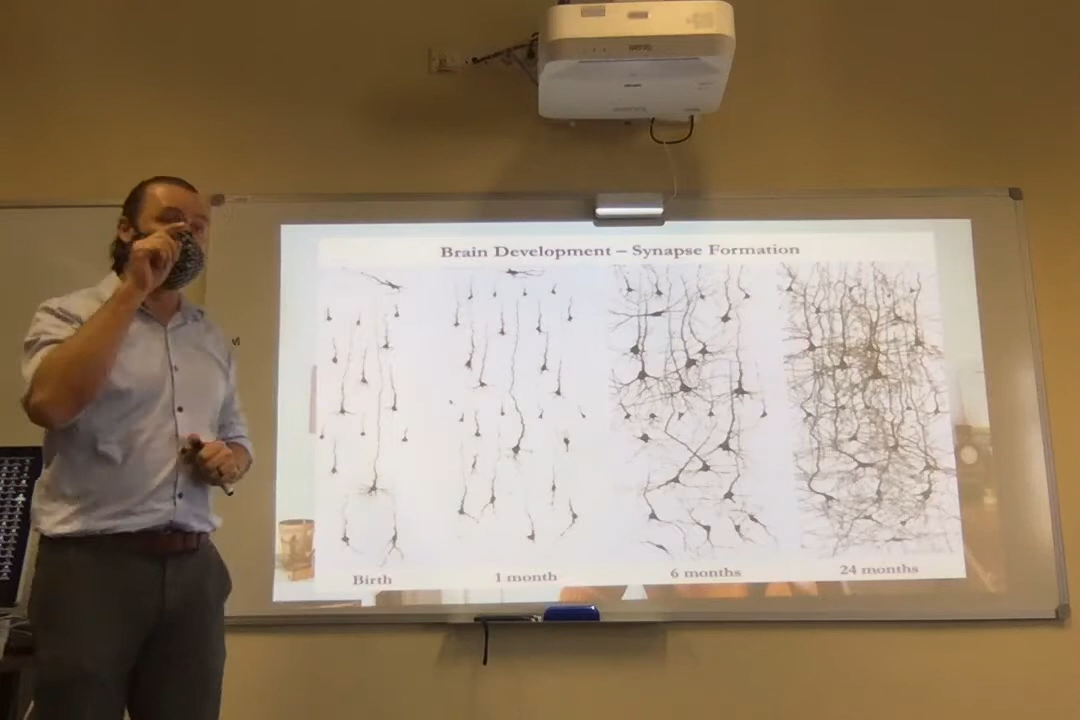 Brain Development – Synapse Formation
Birth
1 month
6 months
24 months